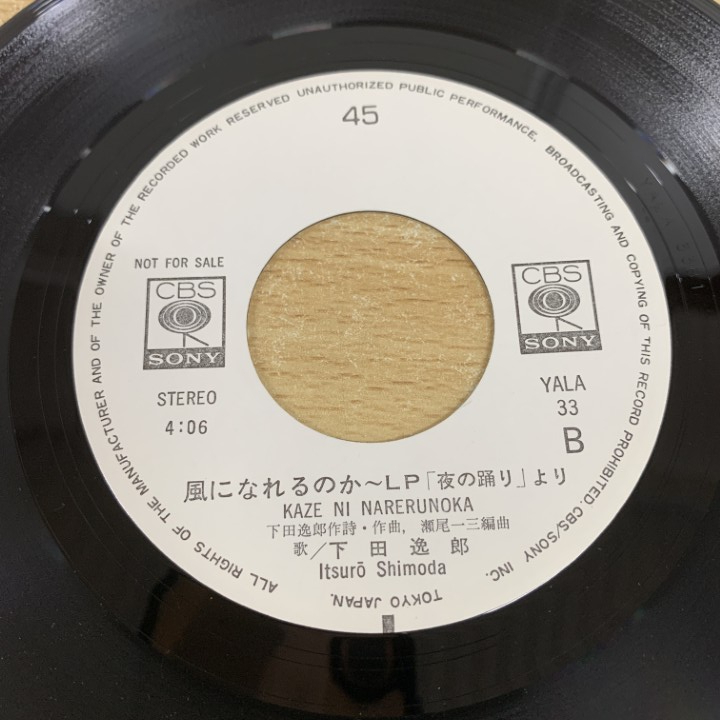 ALL RIGHTS OF THE MANUFACTURER AND OF THE OWNER OF THE RECORDED WORK RESERVED UNAUTHORIZED PUBLIC PERFORMANCE, BROADCASTING AND COPYING OF THIS RECORD PROHIBITED. CBS/SONY INC.
TOKYO JAPAN.
45
NOT FOR SALE
CBS
SONY
CBS
SONY
STEREO
4:06
YALA
33
B
風になれるのか~LP「夜の踊り」より
KAZE NI NARERUNOKA
下田逸郎作詩・作曲, 瀬尾一三編曲
歌/下田逸郎
Itsurō Shimoda